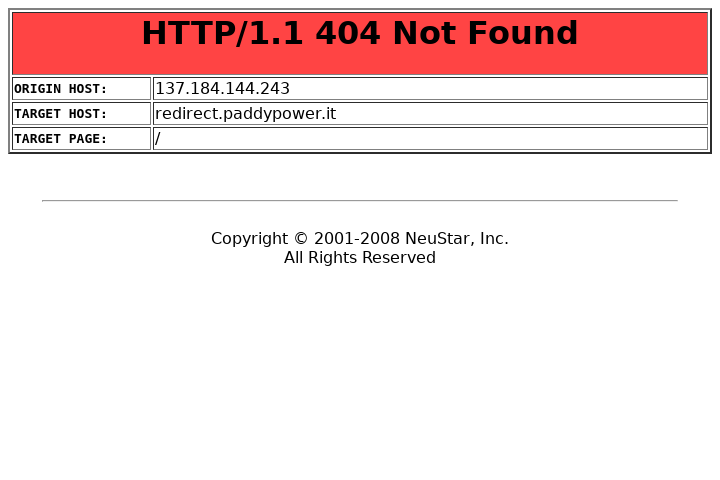 HTTP/1.1 404 Not Found
ORIGIN HOST: 137.184.144.243
TARGET HOST: redirect.paddypower.it
TARGET PAGE: /
Copyright © 2001-2008 NeuStar, Inc.
All Rights Reserved